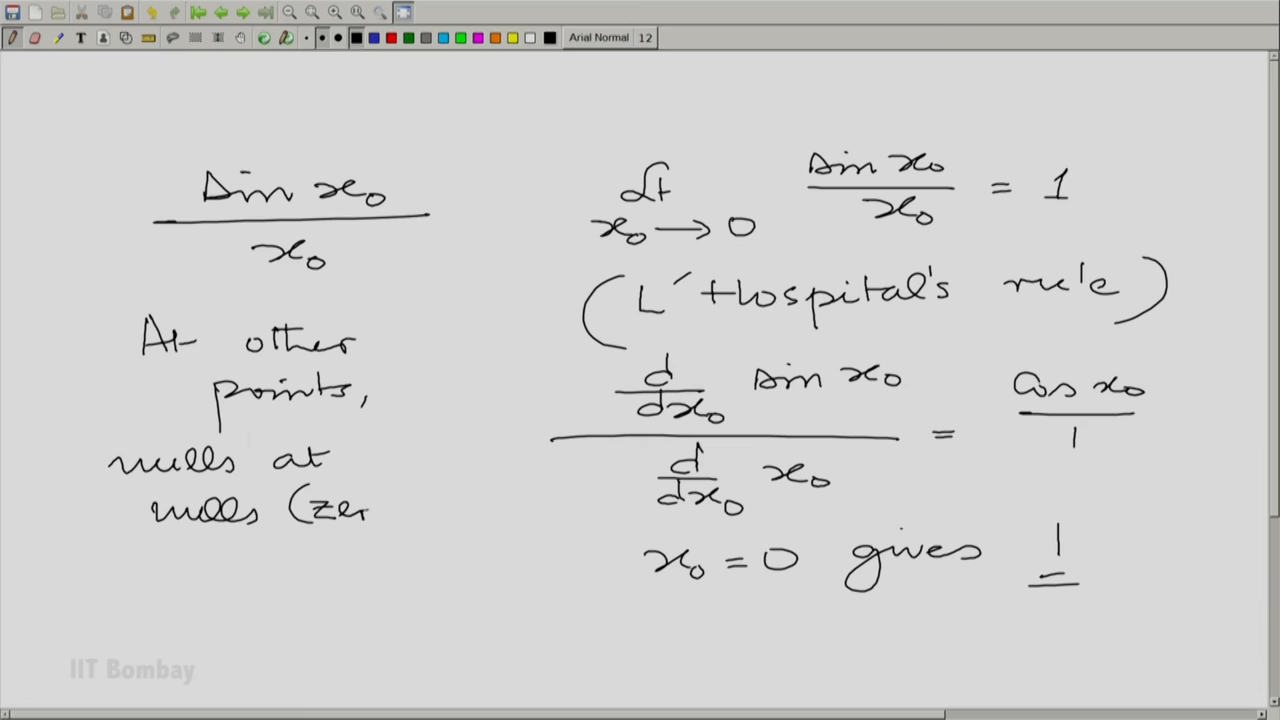 Arial Normal 12
sin x₀
x₀
At other
points,
nulls at
nulls (zer
Lt sin x₀ = 1
x₀ → 0 x₀
(L'Hospital's rule)
d/dx₀ sin x₀ = cos x₀
d/dx₀ x₀ 1
x₀ = 0 gives 1
IIT Bombay